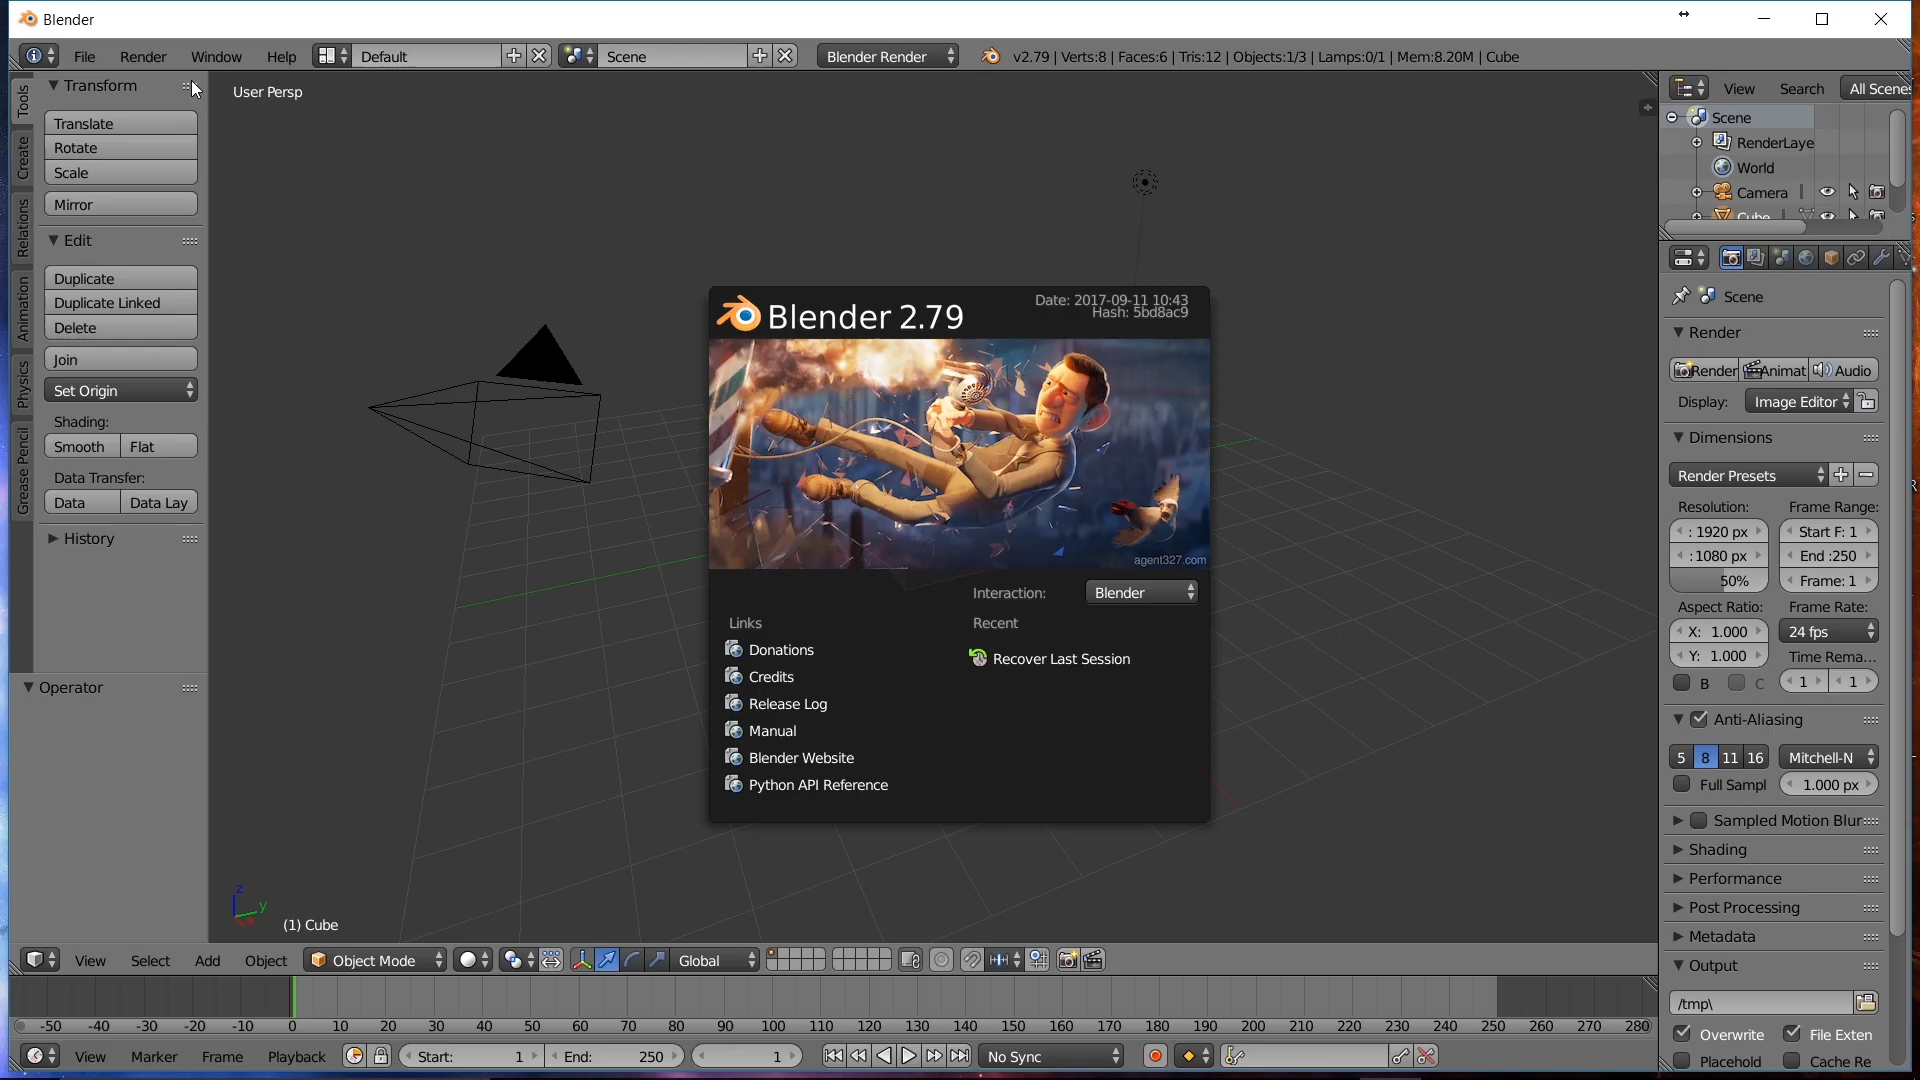 Blender
File Render Window Help Default Scene Blender Render v2.79 | Verts:8 | Faces:6 | Tris:12 | Objects:1/3 | Lamps:0/1 | Mem:8.20M | Cube
Tools
Create
Relations
Animation
Physics
Grease Pencil
Transform
Translate
Rotate
Scale
Mirror
Edit
Duplicate
Duplicate Linked
Delete
Join
Set Origin
Shading:
Smooth Flat
Data Transfer:
Data Data Lay
History
Operator
User Persp
Blender 2.79
Date: 2017-09-11 10:43
Hash: 5bd8ac9
agent327.com
Interaction: Blender
Links
Donations
Credits
Release Log
Manual
Blender Website
Python API Reference
Recent
Recover Last Session
z
y
(1) Cube
View Search All Scenes
Scene
RenderLaye
World
Camera
Cube
Scene
Render
Render Animat Audio
Display: Image Editor
Dimensions
Render Presets
Resolution: Frame Range:
: 1920 px Start F: 1
:1080 px End :250
50% Frame: 1
Aspect Ratio: Frame Rate:
X: 1.000 24 fps
Y: 1.000 Time Rema...
B C 1 1
Anti-Aliasing
5 8 11 16 Mitchell-N
Full Sampl 1.000 px
Sampled Motion Blur
Shading
Performance
Post Processing
Metadata
Output
/tmp\
Overwrite File Exten
Placehold Cache Re
View Select Add Object Object Mode Global
-50 -40 -30 -20 -10 0 10 20 30 40 50 60 70 80 90 100 110 120 130 140 150 160 170 180 190 200 210 220 230 240 250 260 270 280
View Marker Frame Playback Start: 1 End: 250 1 No Sync